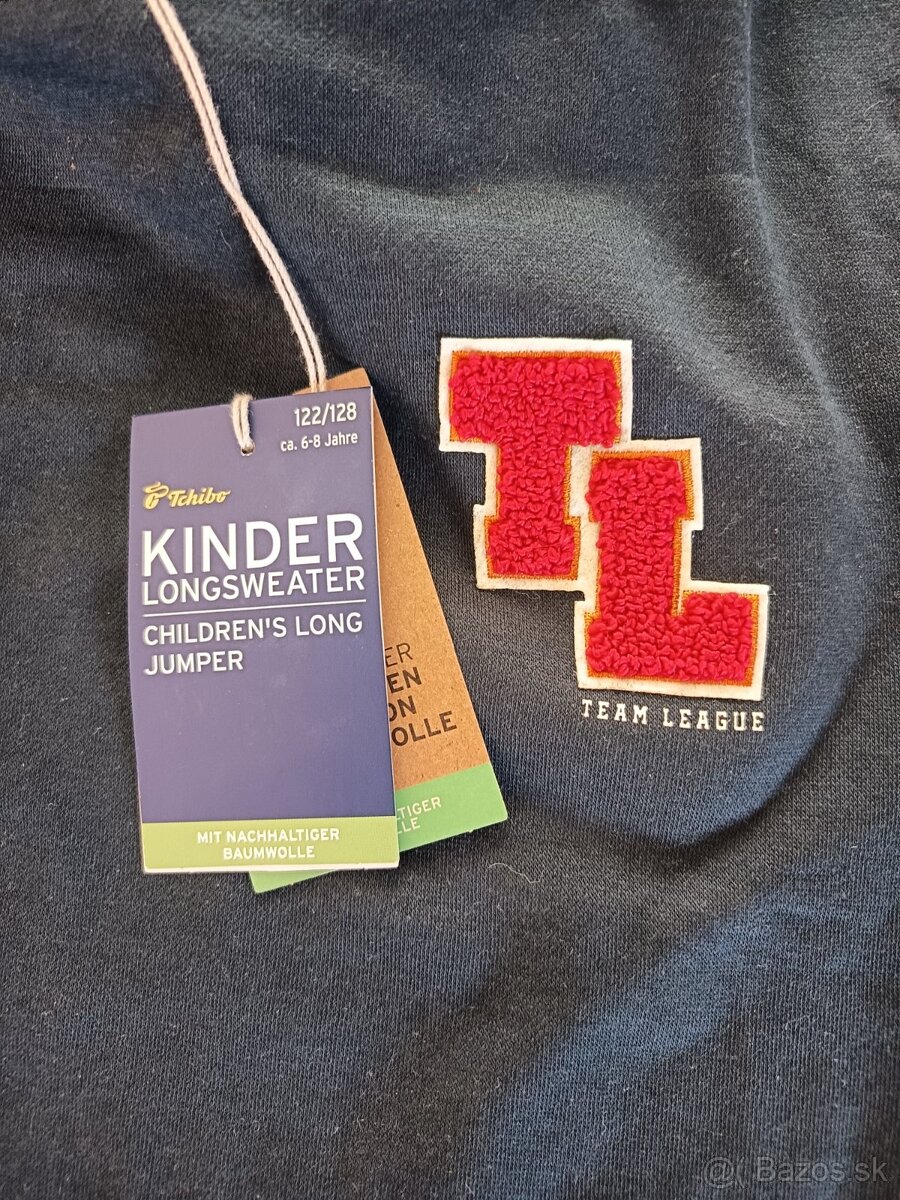 122/128
ca. 6-8 Jahre
Tchibo
KINDER
LONGSWEATER
CHILDREN'S LONG
JUMPER
MIT NACHHALTIGER
BAUMWOLLE
ER
EN
ON
OLLE
LTIGER
LLE
TL
TEAM LEAGUE
@( Bazos.sk